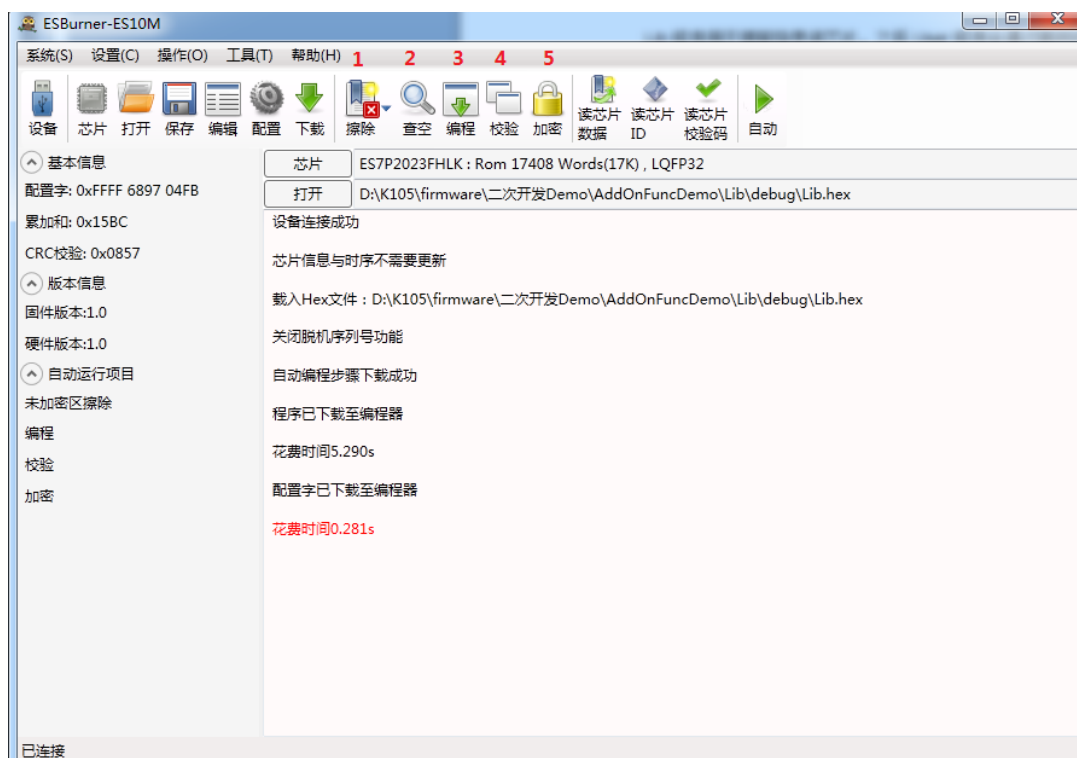 ESBurner-ES10M
系统(S) 设置(C) 操作(O) 工具(T) 帮助(H)
1 2 3 4 5
设备 芯片 打开 保存 编辑 配置 下载 擦除 查空 编程 校验 加密 读芯片数据 读芯片ID 读芯片校验码 自动
基本信息
配置字: 0xFFFF 6897 04FB
累加和: 0x15BC
CRC校验: 0x0857
版本信息
固件版本:1.0
硬件版本:1.0
自动运行项目
未加密区擦除
编程
校验
加密
芯片 ES7P2023FHLK : Rom 17408 Words(17K) , LQFP32
打开 D:\K105\firmware\二次开发Demo\AddOnFuncDemo\Lib\debug\Lib.hex
设备连接成功
芯片信息与时序不需要更新
载入Hex文件：D:\K105\firmware\二次开发Demo\AddOnFuncDemo\Lib\debug\Lib.hex
关闭脱机序列号功能
自动编程步骤下载成功
程序已下载至编程器
花费时间5.290s
配置字已下载至编程器
花费时间0.281s
已连接